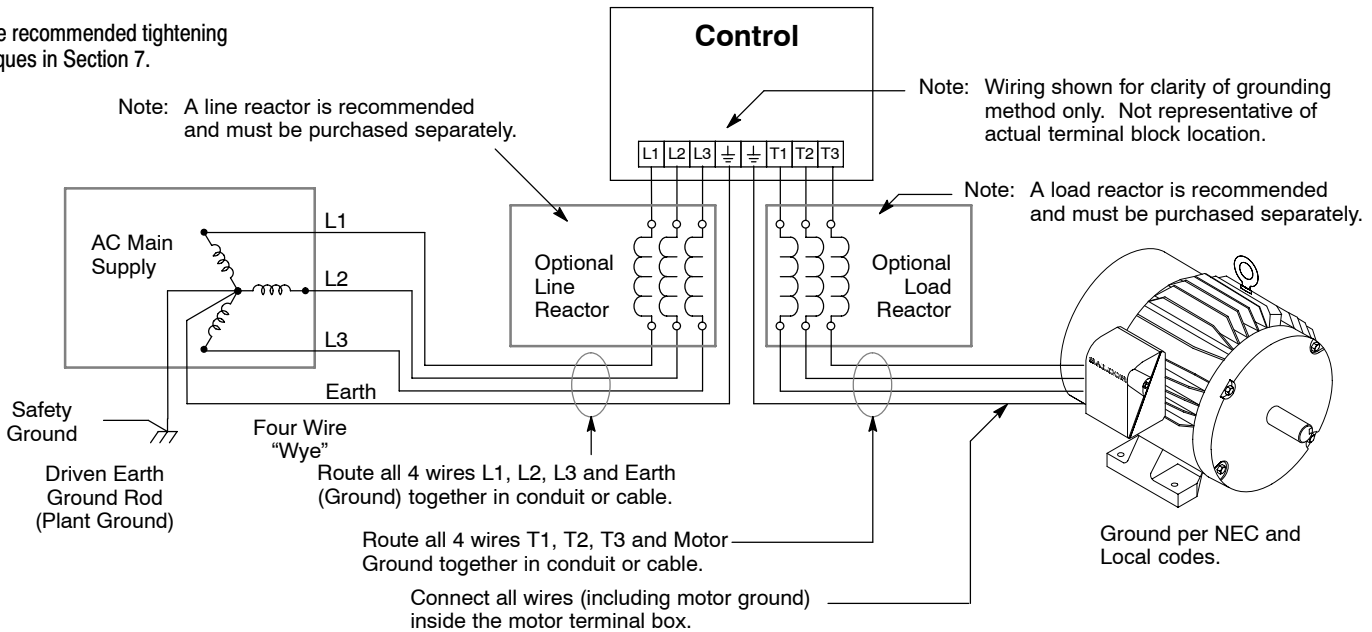 e recommended tightening
ques in Section 7.
Control
Note: A line reactor is recommended
and must be purchased separately.
Note: Wiring shown for clarity of grounding
method only. Not representative of
actual terminal block location.
L1 L2 L3 T1 T2 T3
Note: A load reactor is recommended
and must be purchased separately.
AC Main
Supply
L1
L2
L3
Earth
Optional
Line
Reactor
Optional
Load
Reactor
BALDOR
Safety
Ground
Four Wire
“Wye”
Driven Earth
Ground Rod
(Plant Ground)
Route all 4 wires L1, L2, L3 and Earth
(Ground) together in conduit or cable.
Route all 4 wires T1, T2, T3 and Motor
Ground together in conduit or cable.
Connect all wires (including motor ground)
inside the motor terminal box.
Ground per NEC and
Local codes.